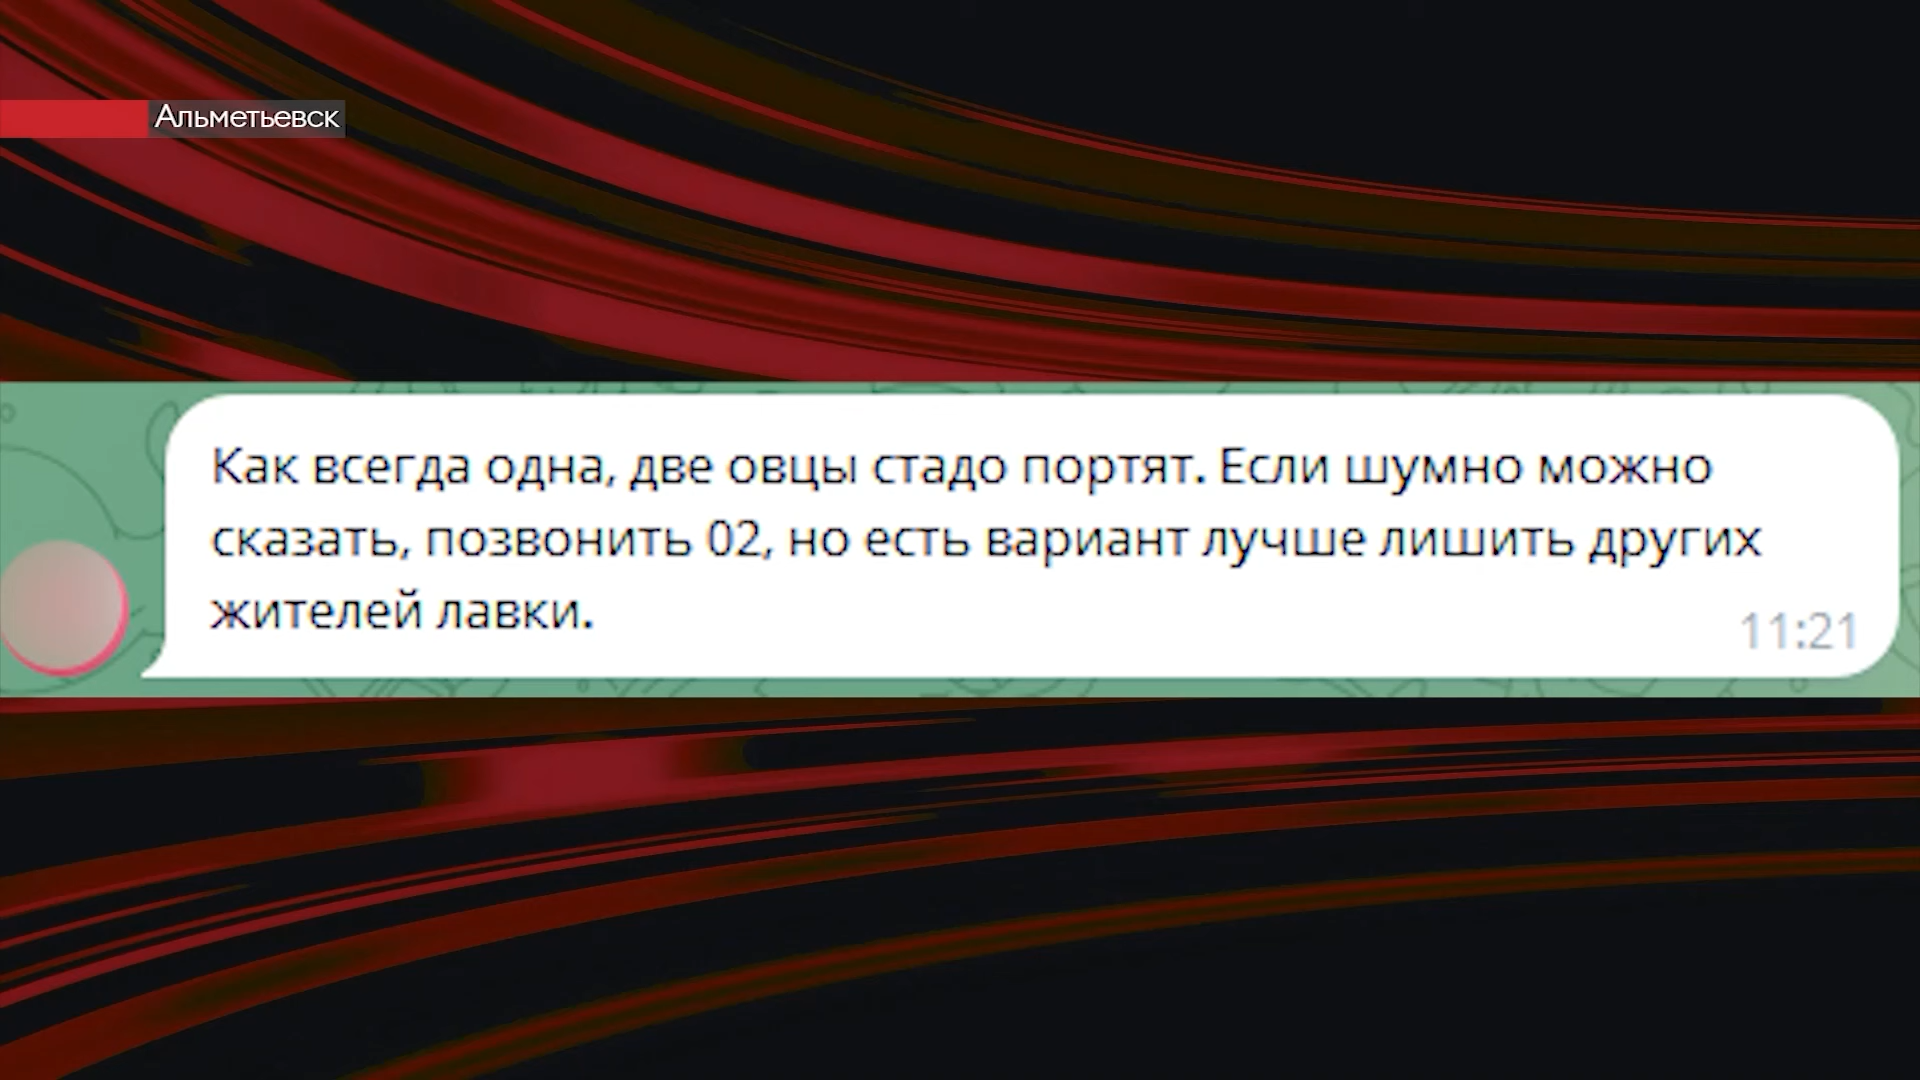 Альметьевск
Как всегда одна, две овцы стадо портят. Если шумно можно
сказать, позвонить 02, но есть вариант лучше лишить других
жителей лавки.
11:21